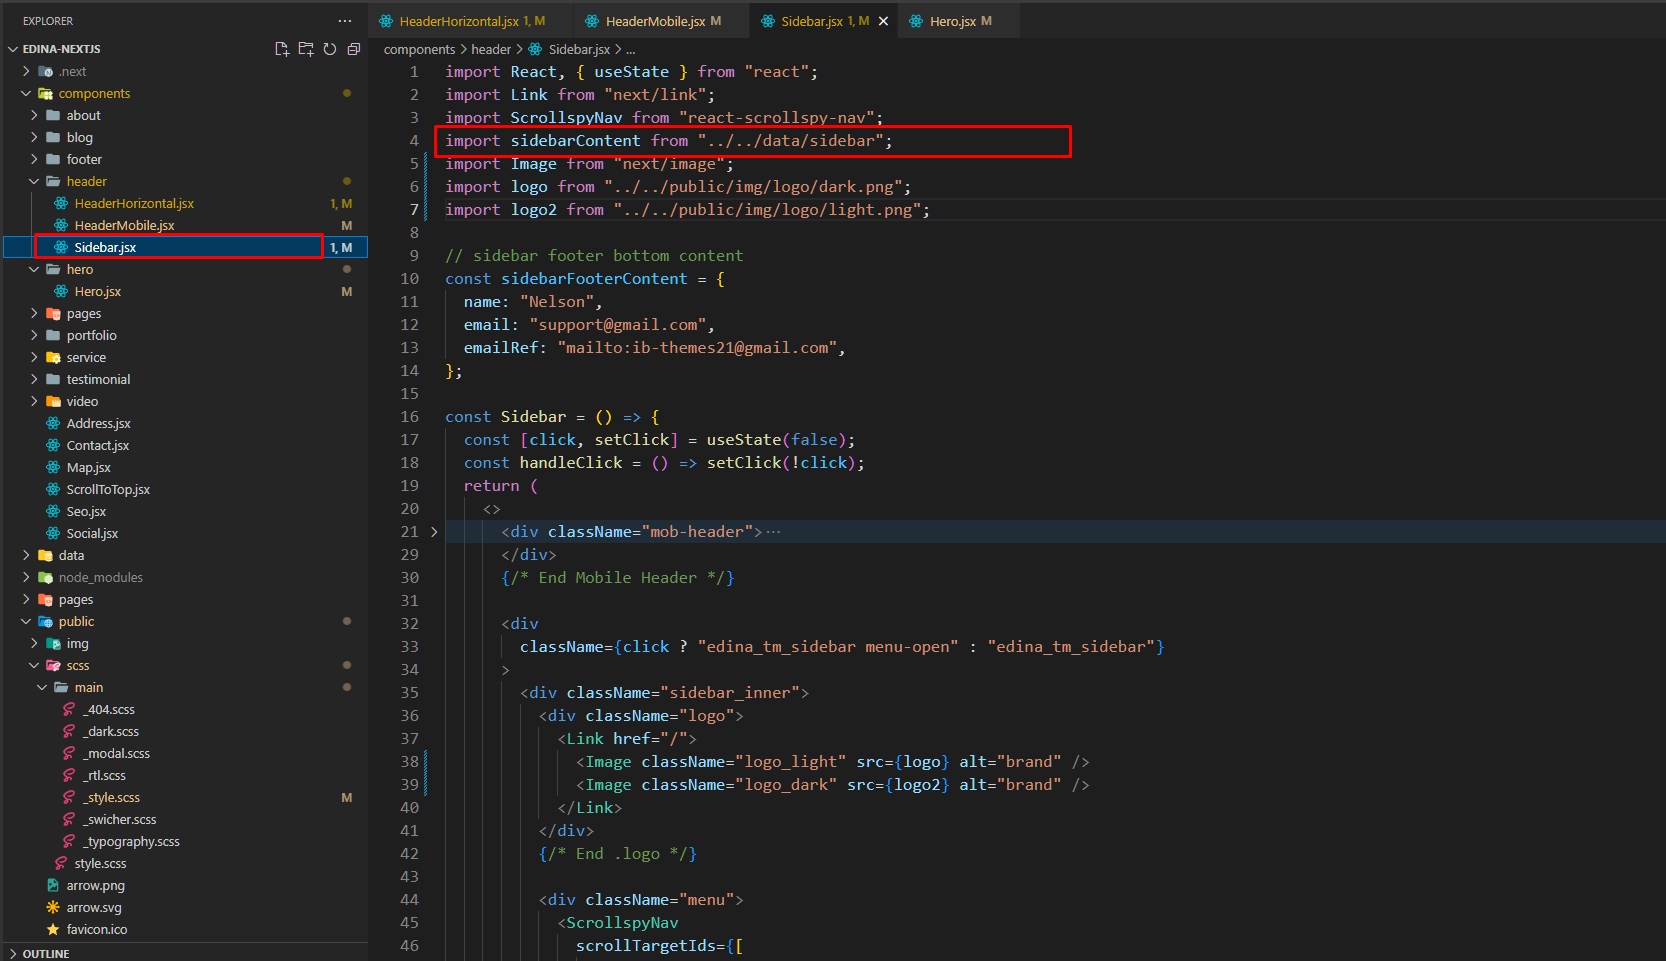 EXPLORER
EDINA-NEXTJS
.next
components
about
blog
footer
header
HeaderHorizontal.jsx 1, M
HeaderMobile.jsx M
Sidebar.jsx 1, M
hero
Hero.jsx M
pages
portfolio
service
testimonial
video
Address.jsx
Contact.jsx
Map.jsx
ScrollToTop.jsx
Seo.jsx
Social.jsx
data
node_modules
pages
public
img
scss
main
_404.scss
_dark.scss
_modal.scss
_rtl.scss
_style.scss M
_swicher.scss
_typography.scss
style.scss
arrow.png
arrow.svg
favicon.ico
OUTLINE
HeaderHorizontal.jsx 1, M HeaderMobile.jsx M Sidebar.jsx 1, M Hero.jsx M
components > header > Sidebar.jsx > ...
1 import React, { useState } from "react";
2 import Link from "next/link";
3 import ScrollspyNav from "react-scrollspy-nav";
4 import sidebarContent from "../../data/sidebar";
5 import Image from "next/image";
6 import logo from "../../public/img/logo/dark.png";
7 import logo2 from "../../public/img/logo/light.png";
8
9 // sidebar footer bottom content
10 const sidebarFooterContent = {
11 name: "Nelson",
12 email: "support@gmail.com",
13 emailRef: "mailto:ib-themes21@gmail.com",
14 };
15
16 const Sidebar = () => {
17 const [click, setClick] = useState(false);
18 const handleClick = () => setClick(!click);
19 return (
20 <>
21 <div className="mob-header">···
29 </div>
30 {/* End Mobile Header */}
31
32 <div
33 className={click ? "edina_tm_sidebar menu-open" : "edina_tm_sidebar"}
34 >
35 <div className="sidebar_inner">
36 <div className="logo">
37 <Link href="/">
38 <Image className="logo_light" src={logo} alt="brand" />
39 <Image className="logo_dark" src={logo2} alt="brand" />
40 </Link>
41 </div>
42 {/* End .logo */}
43
44 <div className="menu">
45 <ScrollspyNav
46 scrollTargetIds={[